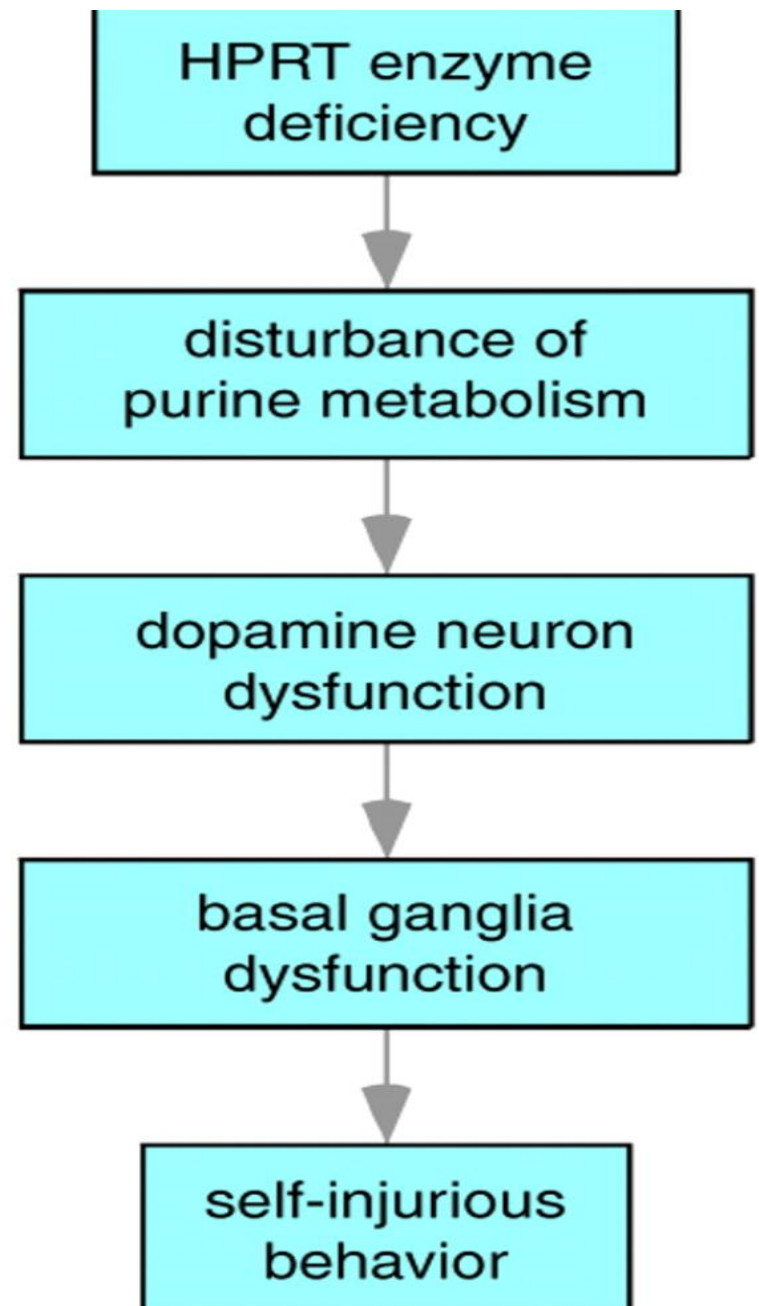 HPRT enzyme
deficiency
disturbance of
purine metabolism
dopamine neuron
dysfunction
basal ganglia
dysfunction
self-injurious
behavior